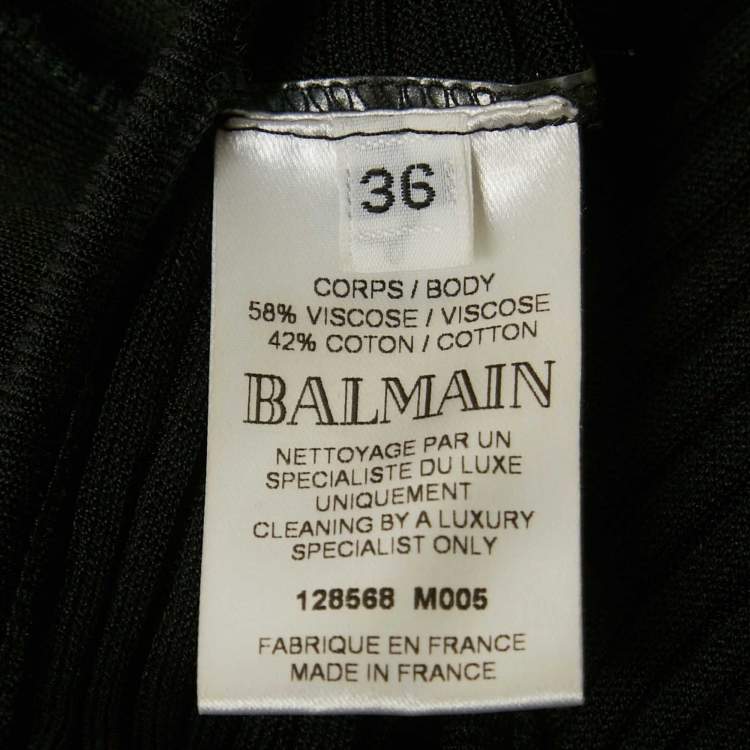 36
CORPS / BODY
58% VISCOSE / VISCOSE
42% COTON / COTTON
BALMAIN
NETTOYAGE PAR UN
SPECIALISTE DU LUXE
UNIQUEMENT
CLEANING BY A LUXURY
SPECIALIST ONLY
128568 M005
FABRIQUE EN FRANCE
MADE IN FRANCE